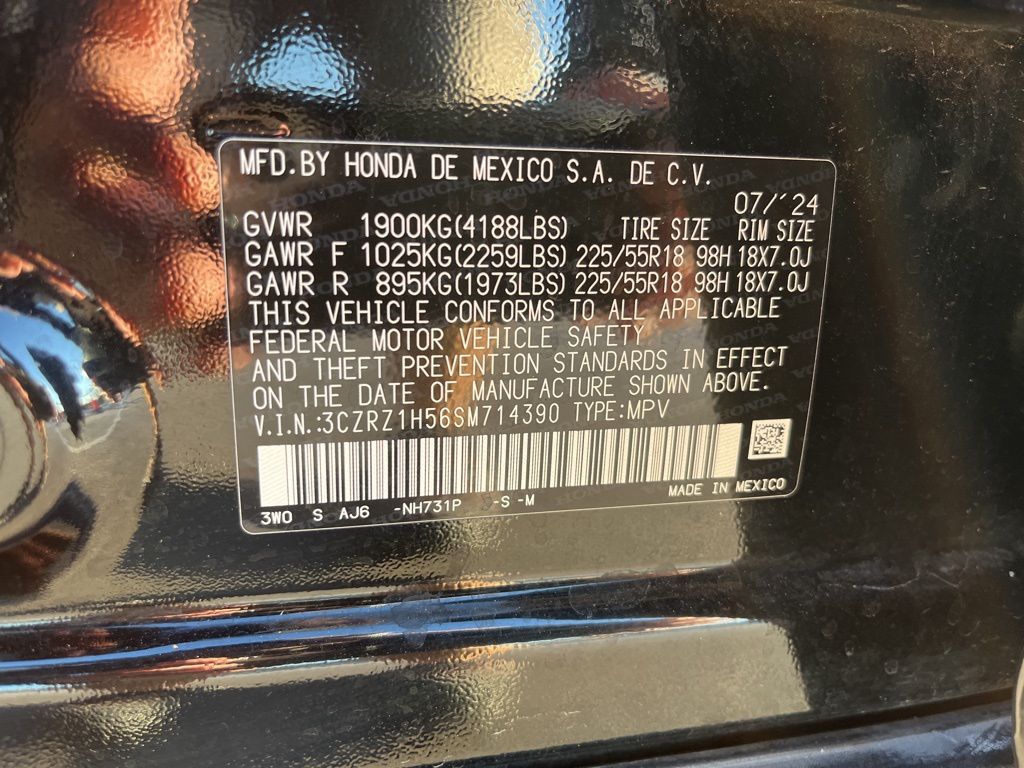 MFD.BY HONDA DE MEXICO S.A. DE C.V.
07/´24
GVWR 1900KG(4188LBS) TIRE SIZE RIM SIZE
GAWR F 1025KG(2259LBS) 225/55R18 98H 18X7.0J
GAWR R 895KG(1973LBS) 225/55R18 98H 18X7.0J
THIS VEHICLE CONFORMS TO ALL APPLICABLE
FEDERAL MOTOR VEHICLE SAFETY
AND THEFT PREVENTION STANDARDS IN EFFECT
ON THE DATE OF MANUFACTURE SHOWN ABOVE.
V.I.N.:3CZRZ1H56SM714390 TYPE:MPV
3W0 S AJ6 -NH731P -S -M MADE IN MEXICO